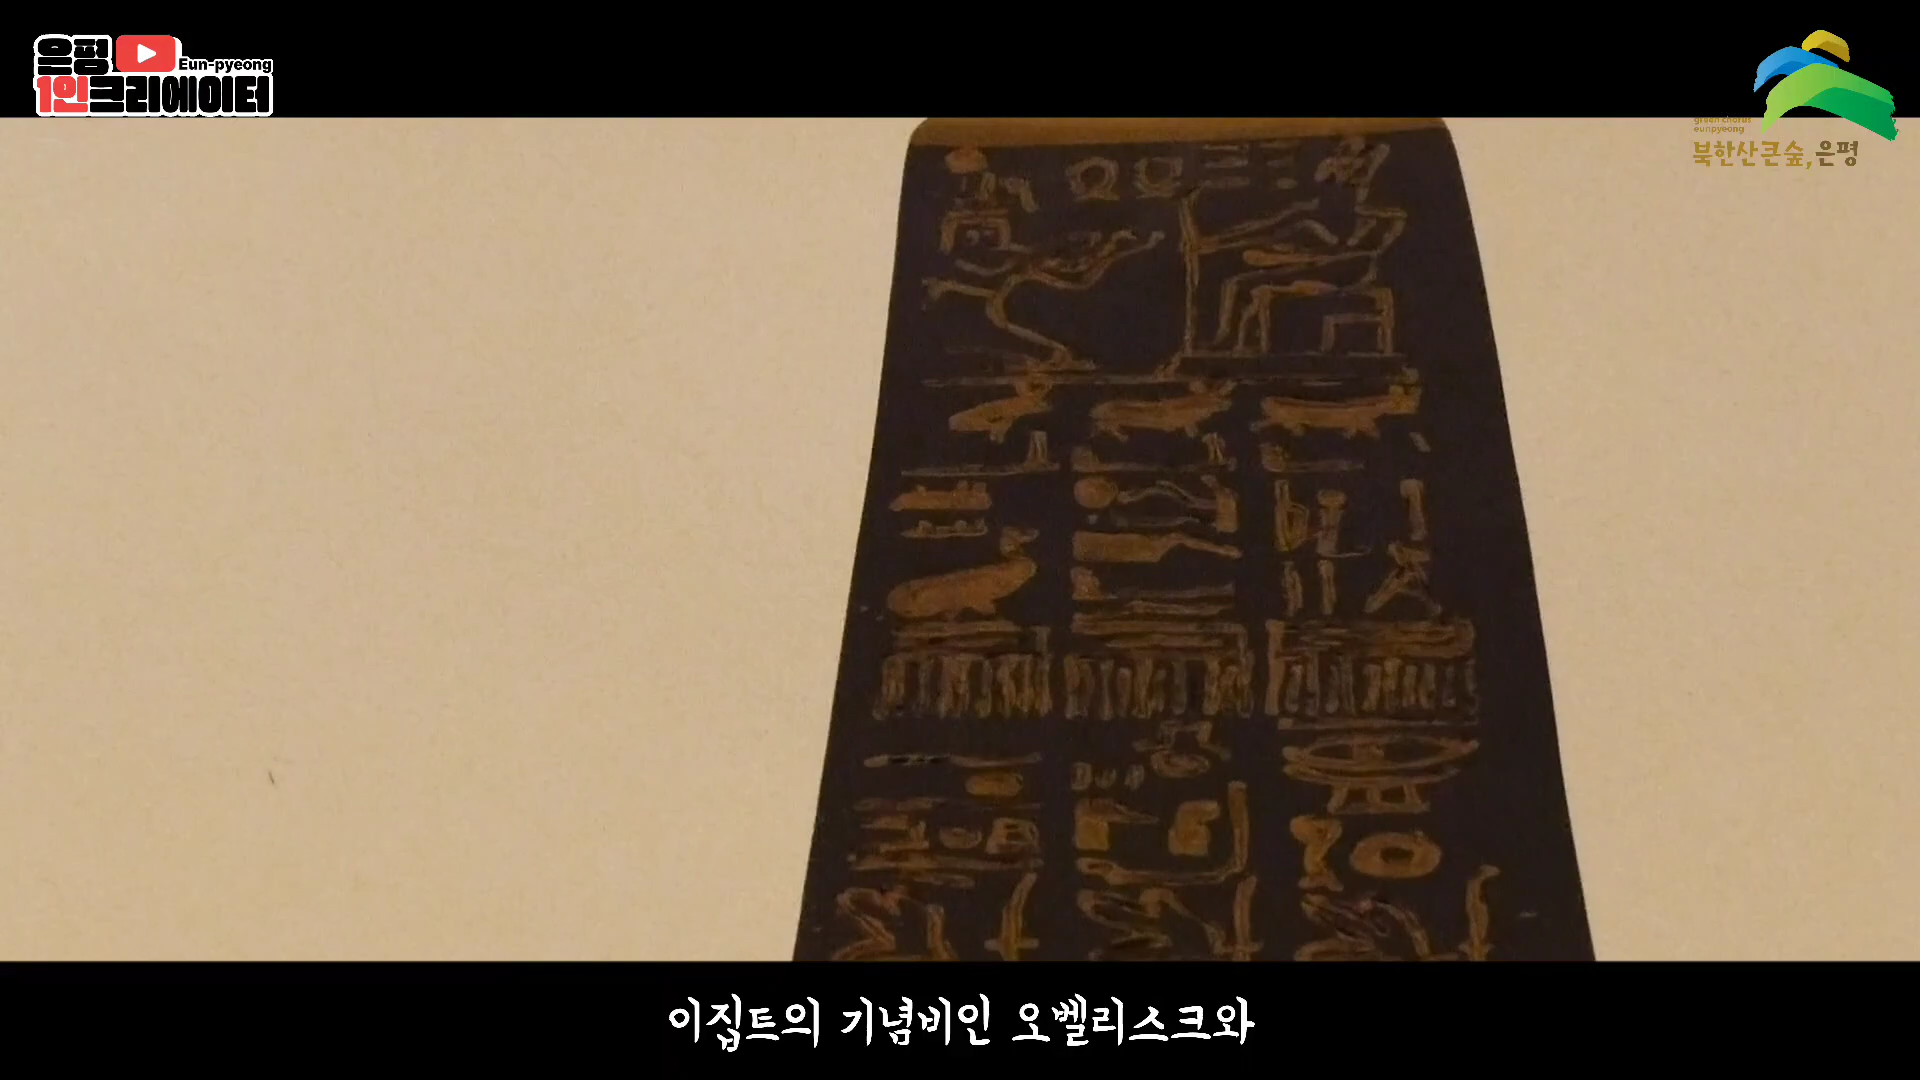 은평
Eun-pyeong
1인크리에이터
green chorus
eunpyeong
북한산큰숲,은평
이집트의 기념비인 오벨리스크와